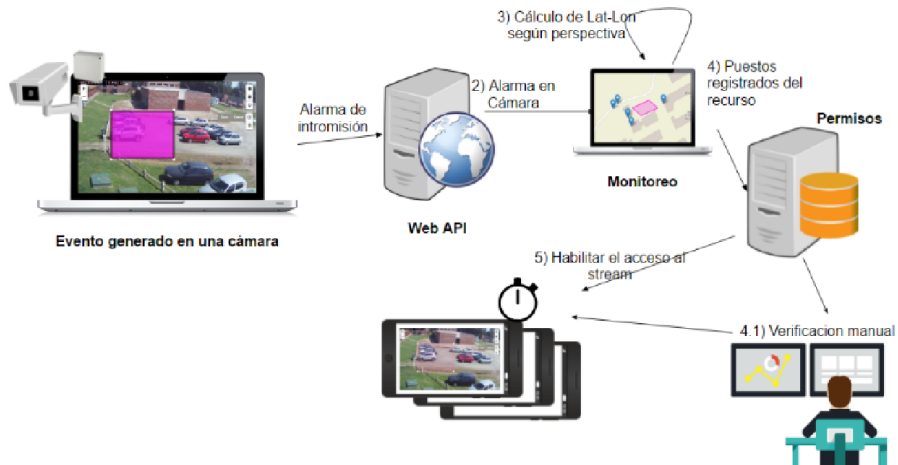 3) Cálculo de Lat-Lon
según perspectiva
Alarma de
intromisión
2) Alarma en
Cámara
4) Puestos
registrados del
recurso
Permisos
Monitoreo
Web API
Evento generado en una cámara
5) Habilitar el acceso al
stream
4.1) Verificacion manual